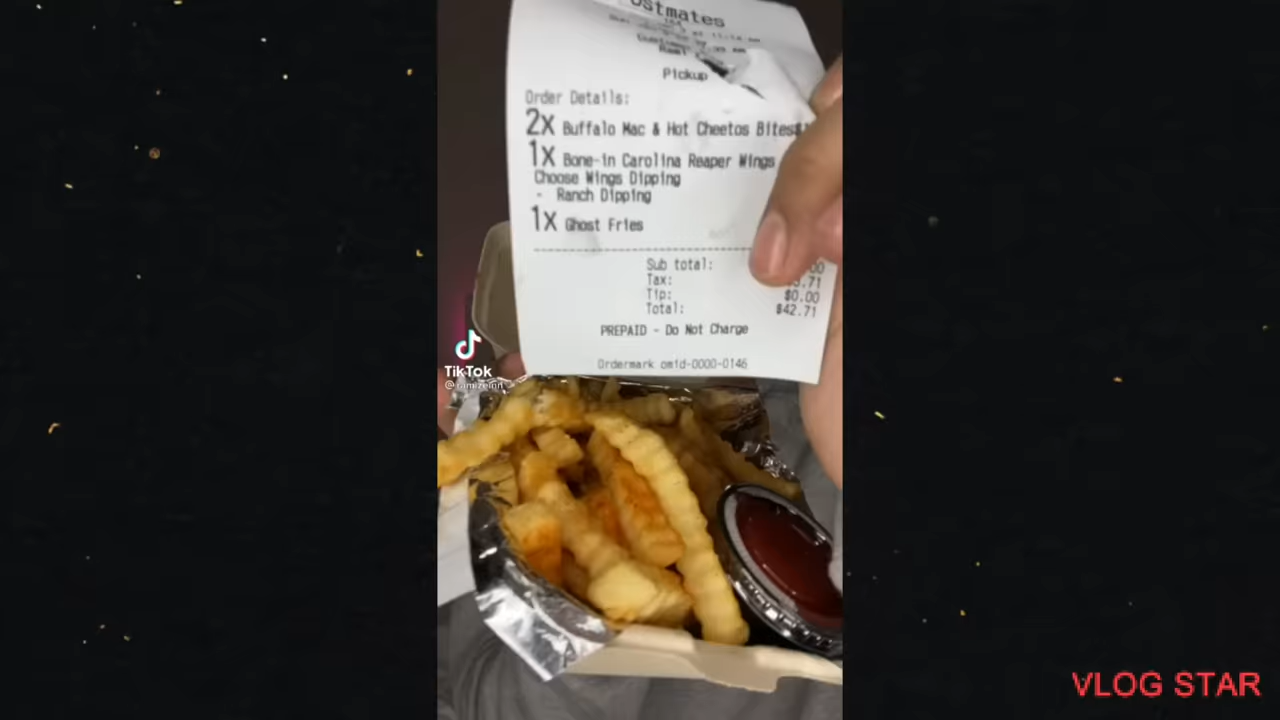 ostmates
Pickup
Order Details:
2x Buffalo Mac & Hot Cheetos Bites
1x Bone-in Carolina Reaper Wings
Choose Wings Dipping
- Ranch Dipping
1x Ghost Fries
Sub total:
Tax: .71
Tip: $0.00
Total: $42.71
PREPAID - Do Not Charge
Ordermark omid-0000-0146
TikTok
VLOG STAR